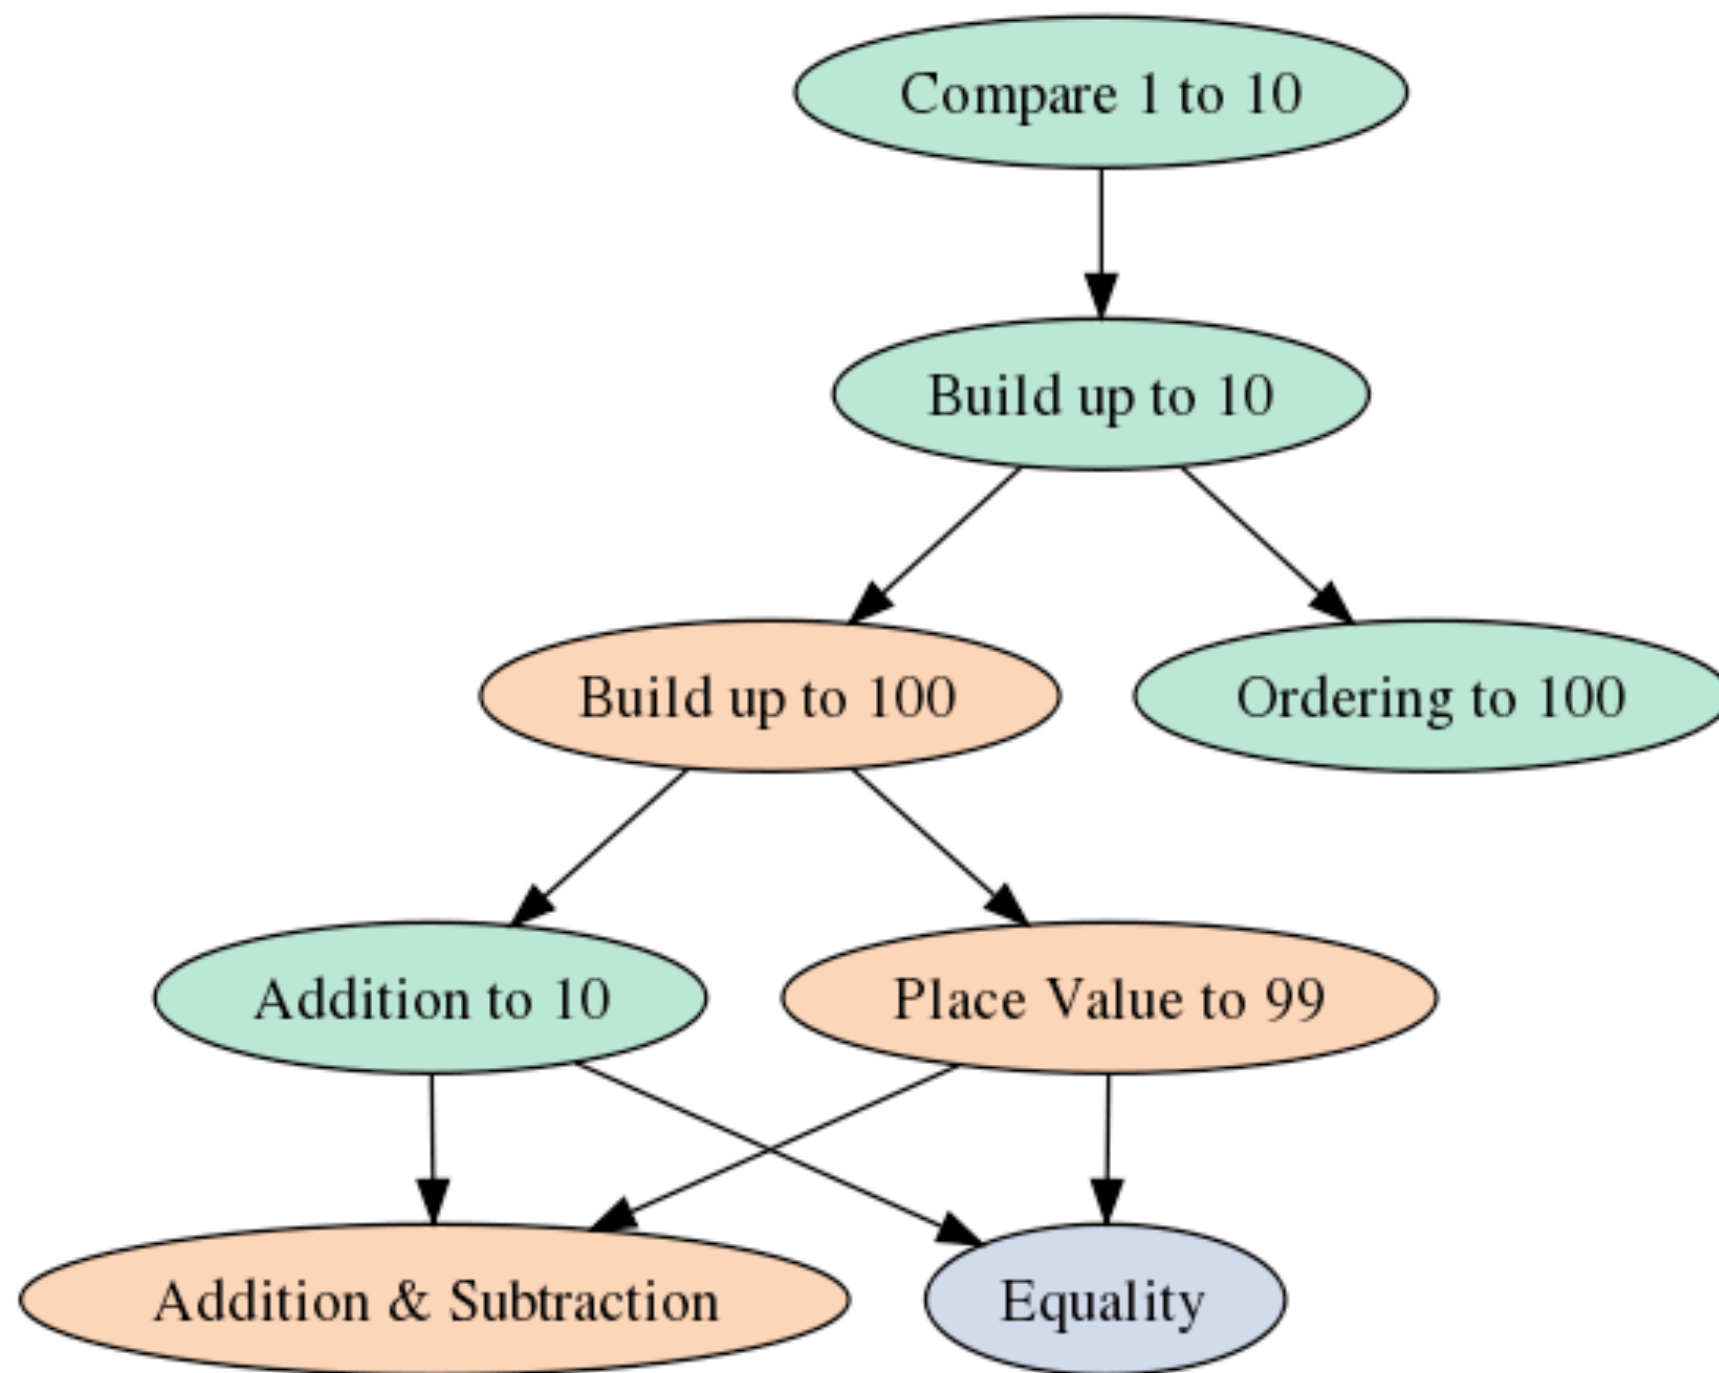 Compare 1 to 10
Build up to 10
Build up to 100
Ordering to 100
Addition to 10
Place Value to 99
Addition & Subtraction
Equality